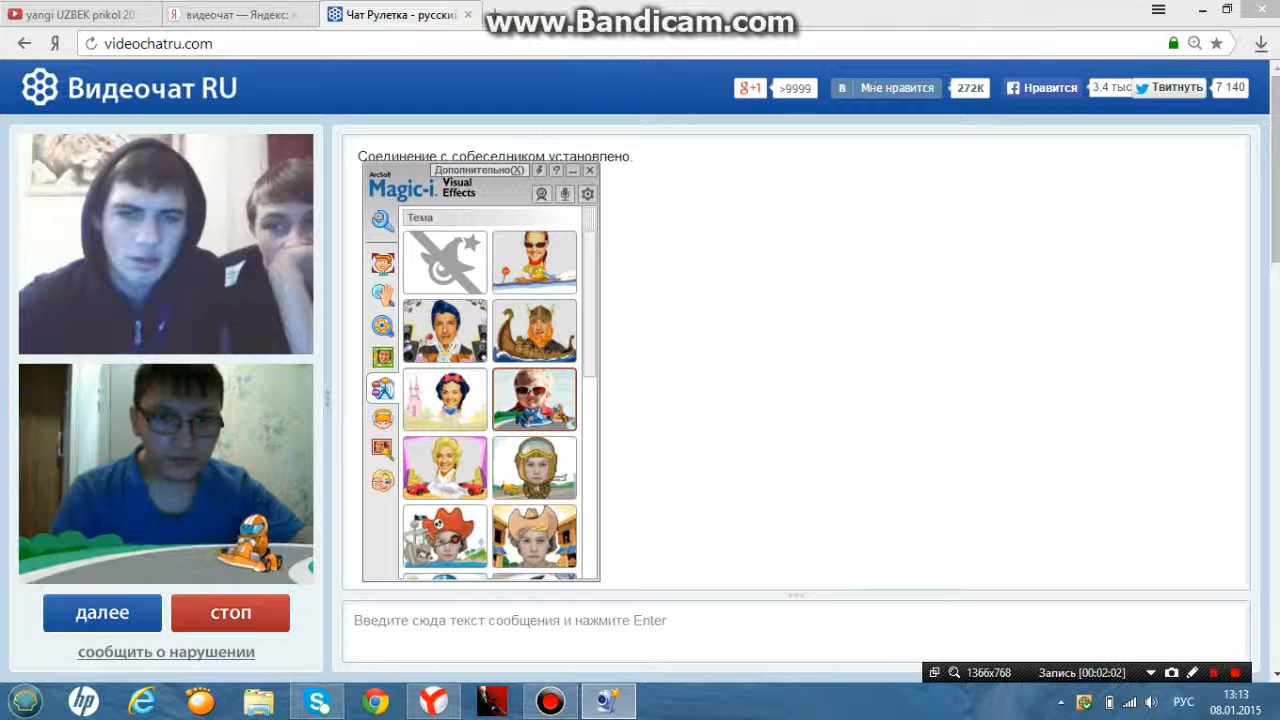 yangi UZBEK prikol 20
видеочат — Яндекс: н
Чат Рулетка - русски
www.Bandicam.com
videochatru.com
Видеочат RU
g+1
>9999
В Мне нравится
272K
Нравится
3,4 тыс
Твитнуть
7 140
Соединение с собеседником установлено.
Дополнительно(X)
ArcSoft
Magic-i Visual
Effects
Тема
далее
стоп
сообщить о нарушении
Введите сюда текст сообщения и нажмите Enter
1366x768
Запись [00:02:02]
РУС
13:13
08.01.2015